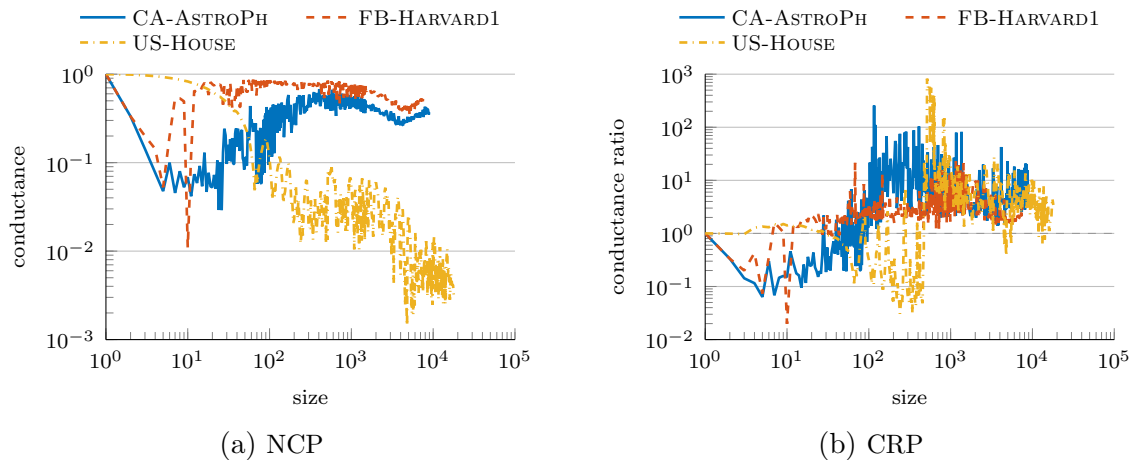 CA-ASTROPH FB-HARVARD1
US-HOUSE
10^0
10^-1
10^-2
10^-3
conductance
10^0 10^1 10^2 10^3 10^4 10^5
size
(a) NCP
CA-ASTROPH FB-HARVARD1
US-HOUSE
10^3
10^2
10^1
10^0
10^-1
10^-2
conductance ratio
10^0 10^1 10^2 10^3 10^4 10^5
size
(b) CRP